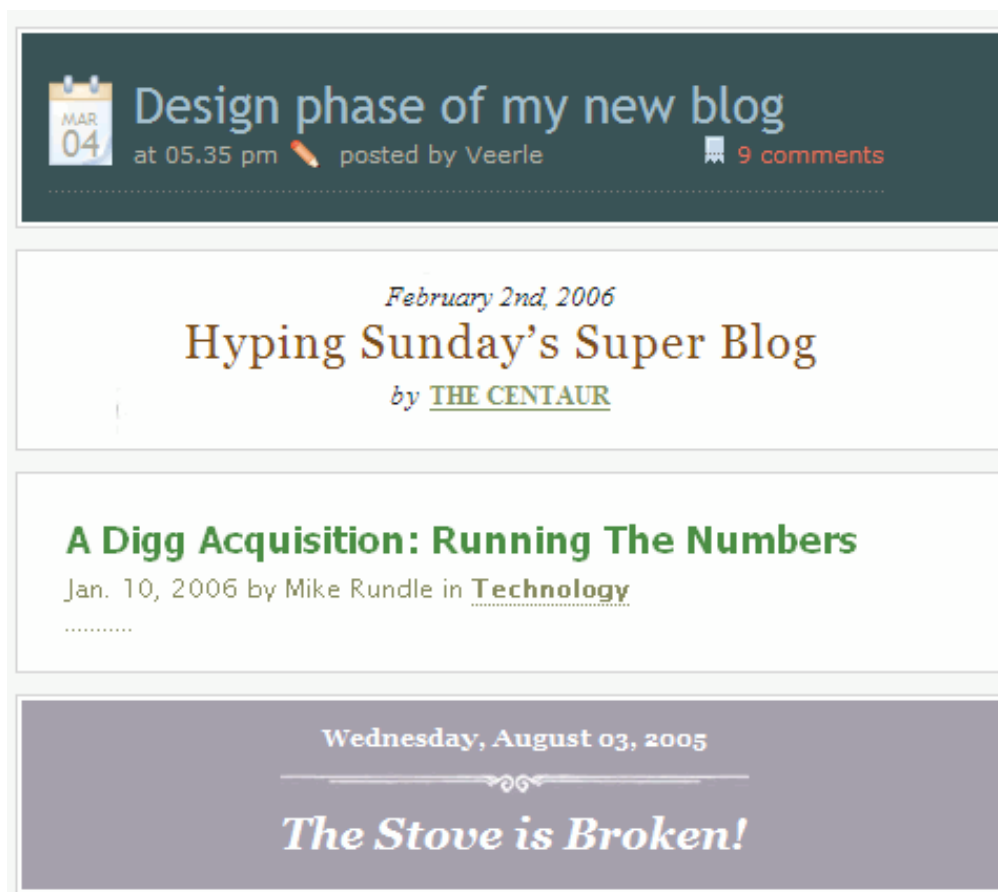 MAR
04
Design phase of my new blog
at 05.35 pm posted by Veerle 9 comments
February 2nd, 2006
Hyping Sunday’s Super Blog
by THE CENTAUR
A Digg Acquisition: Running The Numbers
Jan. 10, 2006 by Mike Rundle in Technology
Wednesday, August 03, 2005
The Stove is Broken!